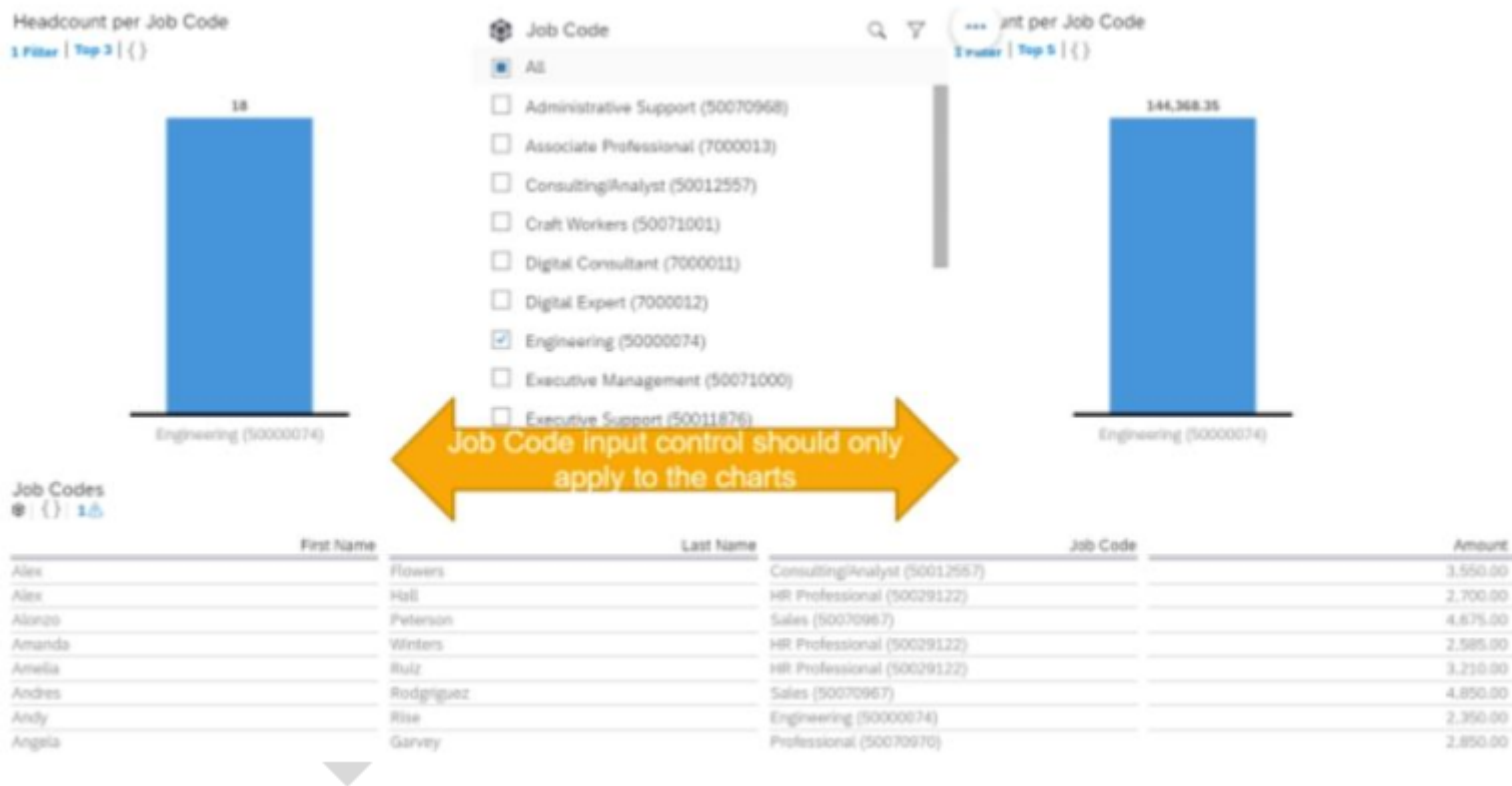 Headcount per Job Code
1 Filter | Top 3 | { }
18
Engineering (50000074)
Job Code
All
Administrative Support (50070968)
Associate Professional (7000013)
Consulting/Analyst (50012557)
Craft Workers (50071001)
Digital Consultant (7000011)
Digital Expert (7000012)
Engineering (50000074)
Executive Management (50071000)
Executive Support (50011876)
nt per Job Code
Filter | Top 5 | { }
144,368.35
Engineering (50000074)
Job Code input control should only
apply to the charts
Job Codes
{ } 1
First Name Last Name Job Code Amount
Alex Flowers Consulting/Analyst (50012557) 3,550.00
Alex Hall HR Professional (50029122) 2,700.00
Alonzo Peterson Sales (50070967) 4,675.00
Amanda Winters HR Professional (50029122) 2,585.00
Amelia Ruiz HR Professional (50029122) 3,210.00
Andres Rodgriguez Sales (50070967) 4,850.00
Andy Rise Engineering (50000074) 2,350.00
Angela Garvey Professional (50070970) 2,850.00